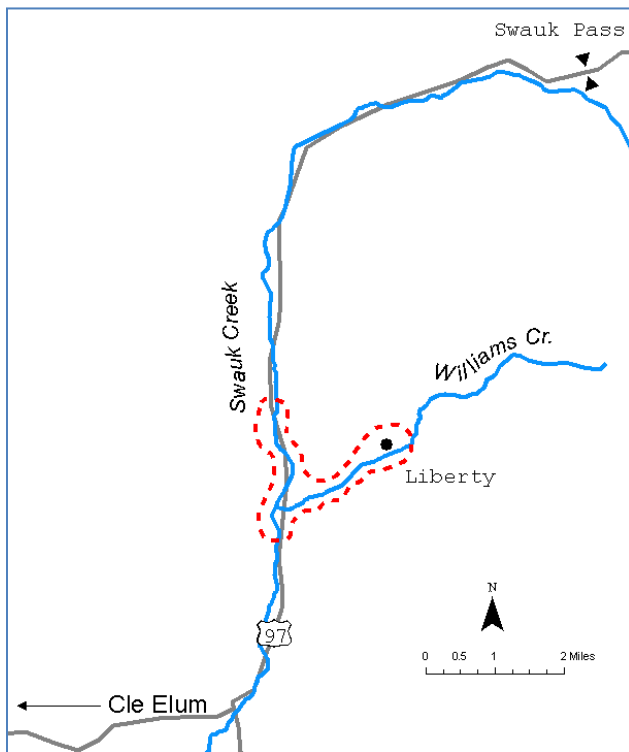 Swauk Pass
Swauk Creek
Williams Cr.
Liberty
N
97
0 0.5 1 2 Miles
Cle Elum